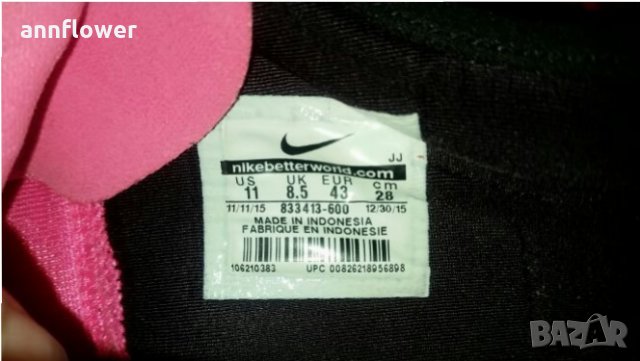 annflower
JJ
nikebetterworld.com
US UK EUR cm
11 8.5 43 28
11/11/15 833413-600 12/30/15
MADE IN INDONESIA
FABRIQUE EN INDONESIE
106210383 UPC 00826218956898
BAZAR